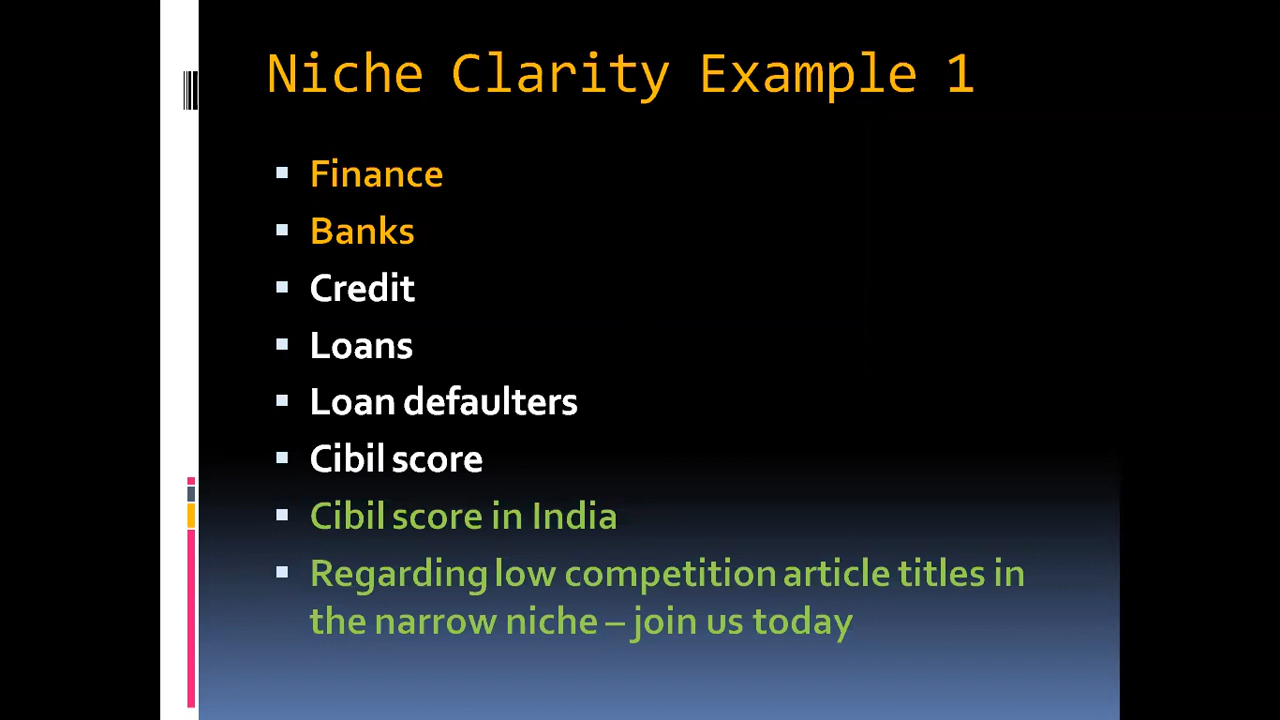 Niche Clarity Example 1
Finance
Banks
Credit
Loans
Loan defaulters
Cibil score
Cibil score in India
Regarding low competition article titles in
the narrow niche – join us today